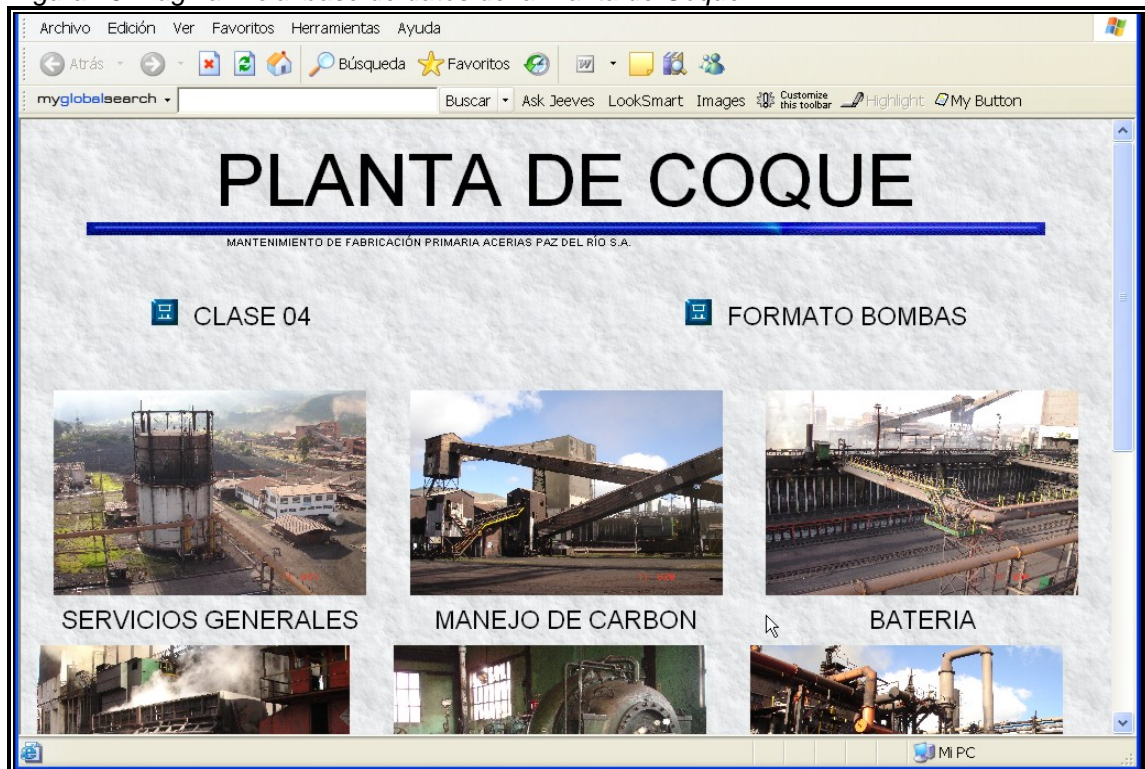 Archivo Edición Ver Favoritos Herramientas Ayuda
Atrás Búsqueda Favoritos
myglobalsearch Buscar Ask Jeeves LookSmart Images Customize this toolbar Highlight My Button
PLANTA DE COQUE
MANTENIMIENTO DE FABRICACIÓN PRIMARIA ACERIAS PAZ DEL RÍO S.A.
CLASE 04 FORMATO BOMBAS
SERVICIOS GENERALES MANEJO DE CARBON BATERIA
Mi PC